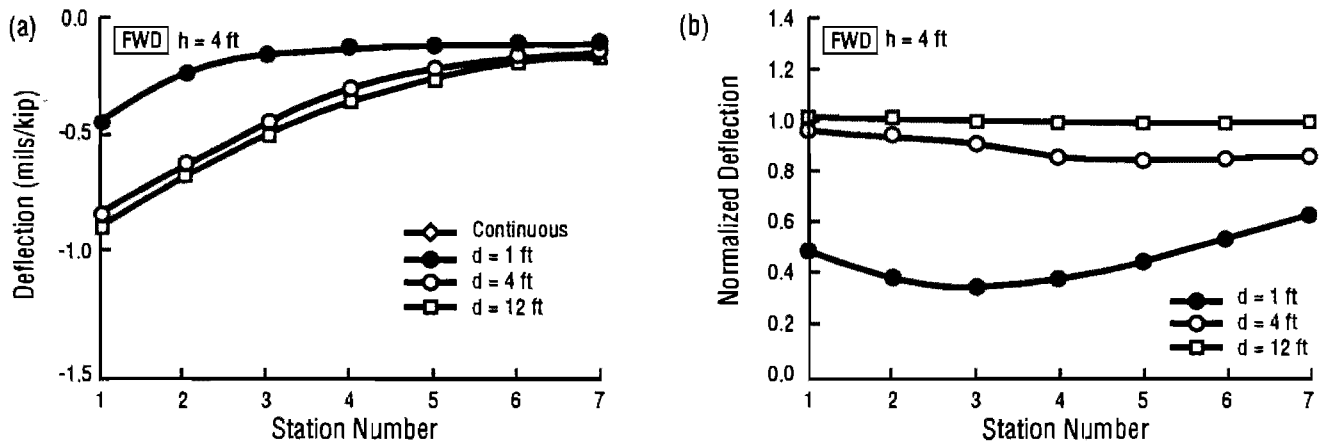 (a)
FWD h = 4 ft
0.0
-0.5
-1.0
-1.5
Deflection (mils/kip)
Continuous
d = 1 ft
d = 4 ft
d = 12 ft
1 2 3 4 5 6 7
Station Number
(b)
FWD h = 4 ft
1.4
1.2
1.0
0.8
0.6
0.4
0.2
0.0
Normalized Deflection
d = 1 ft
d = 4 ft
d = 12 ft
1 2 3 4 5 6 7
Station Number